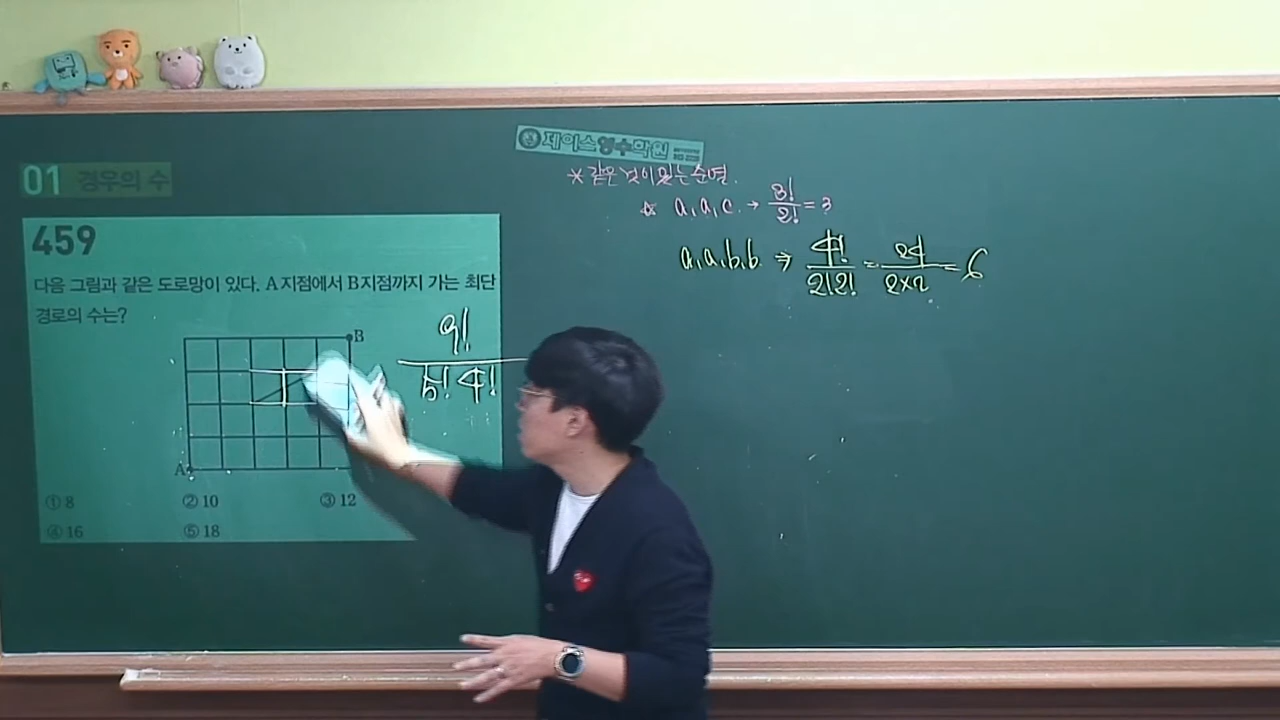 제이스영수학원
01 경우의 수
* 같은 것이 있는 순열.
☆ a, a, c → 3!/2! = 3
a, a, b, b ⇒ 4!/2!2! = 24/2×2 = 6
459
다음 그림과 같은 도로망이 있다. A지점에서 B지점까지 가는 최단
경로의 수는?
B
9!/5!4!
A
① 8 ② 10 ③ 12
④ 16 ⑤ 18